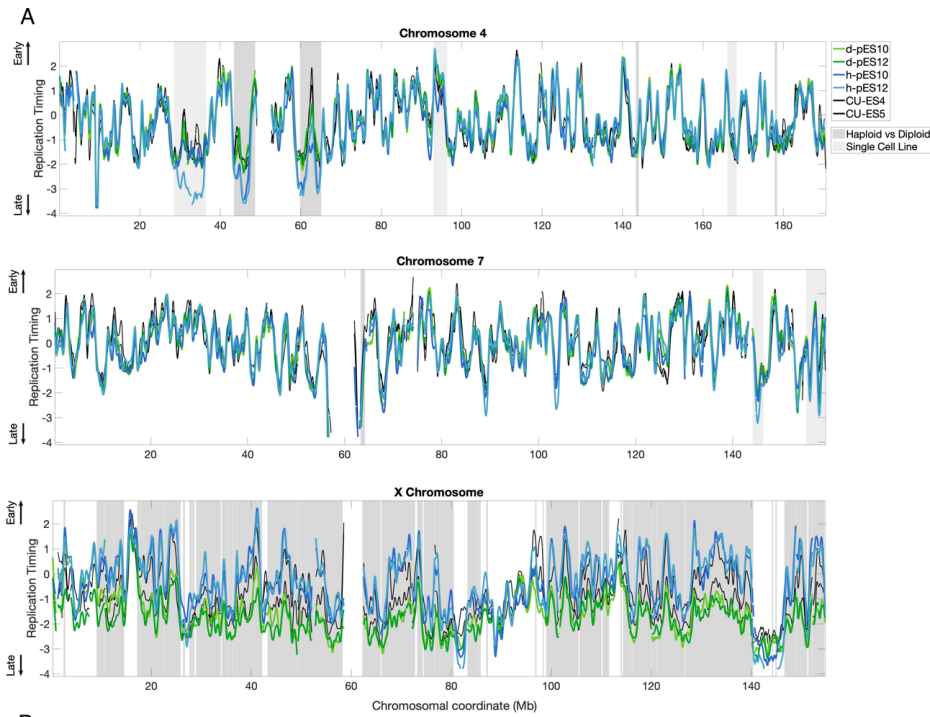 A
Chromosome 4
Early
Replication Timing
Late
2
1
0
-1
-2
-3
-4
20
40
60
80
100
120
140
160
180
d-pES10
d-pES12
h-pES10
h-pES12
CU-ES4
CU-ES5
Haploid vs Diploid
Single Cell Line
Chromosome 7
Early
Replication Timing
Late
2
1
0
-1
-2
-3
-4
20
40
60
80
100
120
140
X Chromosome
Early
Replication Timing
Late
2
1
0
-1
-2
-3
-4
20
40
60
80
100
120
140
Chromosomal coordinate (Mb)